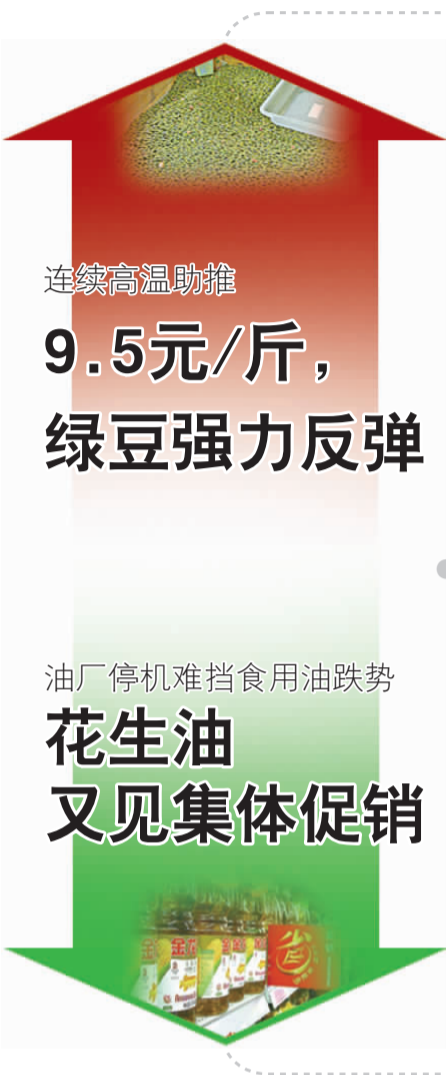 连续高温助推
9.5元/斤，
绿豆强力反弹
油厂停机难挡食用油跌势
花生油
又见集体促销
省